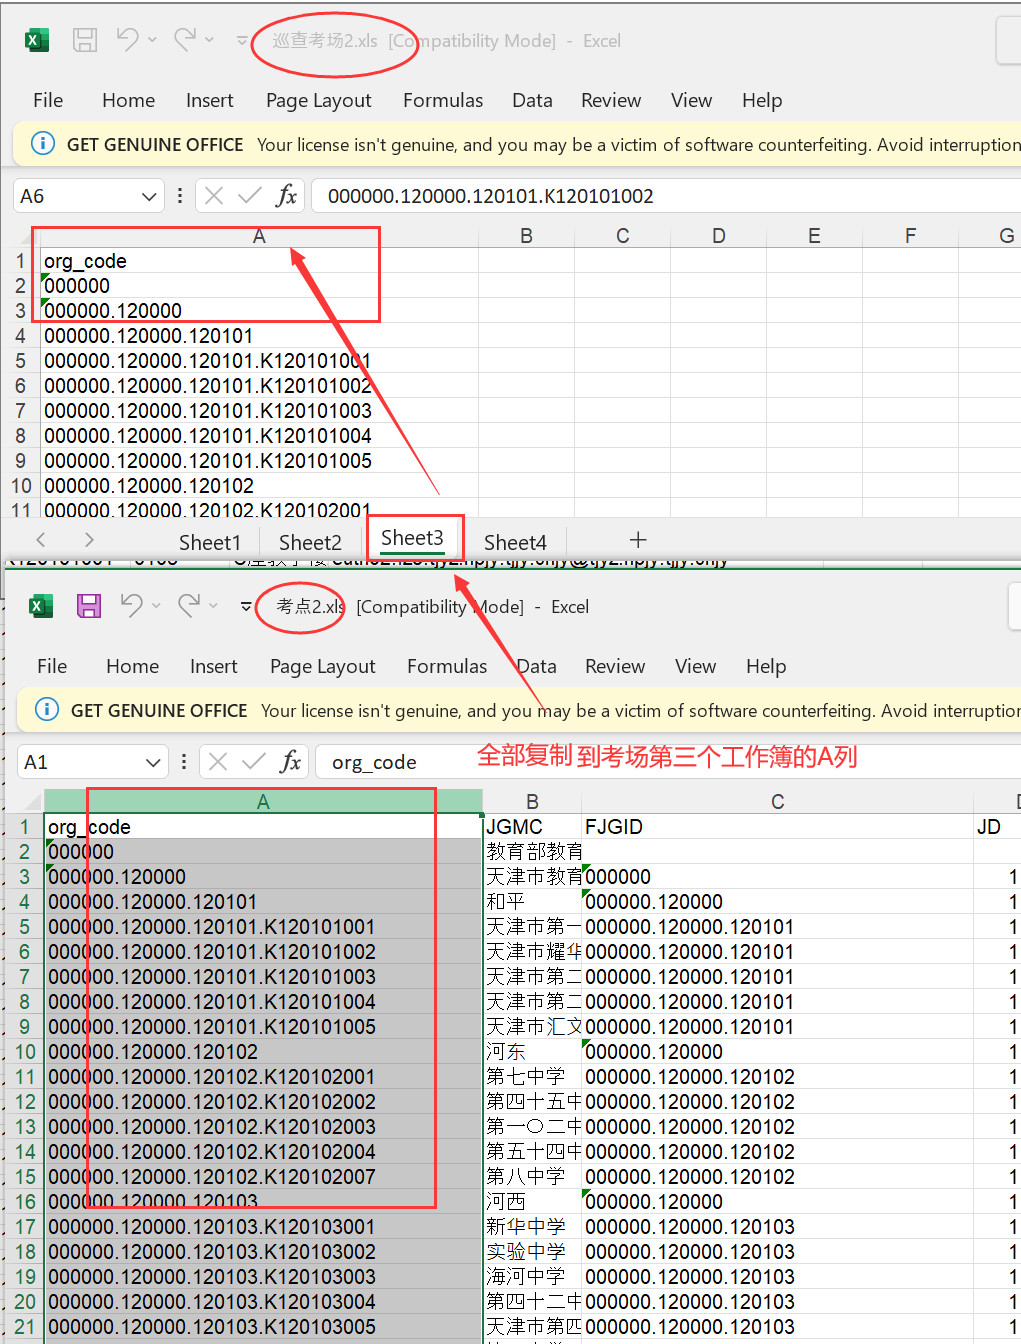 巡查考场2.xls [Compatibility Mode] - Excel
File Home Insert Page Layout Formulas Data Review View Help
GET GENUINE OFFICE Your license isn't genuine, and you may be a victim of software counterfeiting. Avoid interruption
A6 fx 000000.120000.120101.K120101002
A B C D E F G
1 org_code
2 000000
3 000000.120000
4 000000.120000.120101
5 000000.120000.120101.K120101001
6 000000.120000.120101.K120101002
7 000000.120000.120101.K120101003
8 000000.120000.120101.K120101004
9 000000.120000.120101.K120101005
10 000000.120000.120102
11 000000.120000.120102.K120102001
Sheet1 Sheet2 Sheet3 Sheet4
考点2.xls [Compatibility Mode] - Excel
File Home Insert Page Layout Formulas Data Review View Help
GET GENUINE OFFICE Your license isn't genuine, and you may be a victim of software counterfeiting. Avoid interruption
A1 fx org_code
全部复制到考场第三个工作簿的A列
A B C
1 org_code JGMC FJGID JD
2 000000 教育部教育
3 000000.120000 天津市教育 000000 1
4 000000.120000.120101 和平 000000.120000 1
5 000000.120000.120101.K120101001 天津市第一 000000.120000.120101 1
6 000000.120000.120101.K120101002 天津市耀华 000000.120000.120101 1
7 000000.120000.120101.K120101003 天津市第二 000000.120000.120101 1
8 000000.120000.120101.K120101004 天津市第二 000000.120000.120101 1
9 000000.120000.120101.K120101005 天津市汇文 000000.120000.120101 1
10 000000.120000.120102 河东 000000.120000 1
11 000000.120000.120102.K120102001 第七中学 000000.120000.120102 1
12 000000.120000.120102.K120102002 第四十五中 000000.120000.120102 1
13 000000.120000.120102.K120102003 第一〇二中 000000.120000.120102 1
14 000000.120000.120102.K120102004 第五十四中 000000.120000.120102 1
15 000000.120000.120102.K120102007 第八中学 000000.120000.120102 1
16 000000.120000.120103 河西 000000.120000 1
17 000000.120000.120103.K120103001 新华中学 000000.120000.120103 1
18 000000.120000.120103.K120103002 实验中学 000000.120000.120103 1
19 000000.120000.120103.K120103003 海河中学 000000.120000.120103 1
20 000000.120000.120103.K120103004 第四十二中 000000.120000.120103 1
21 000000.120000.120103.K120103005 天津市第四 000000.120000.120103 1